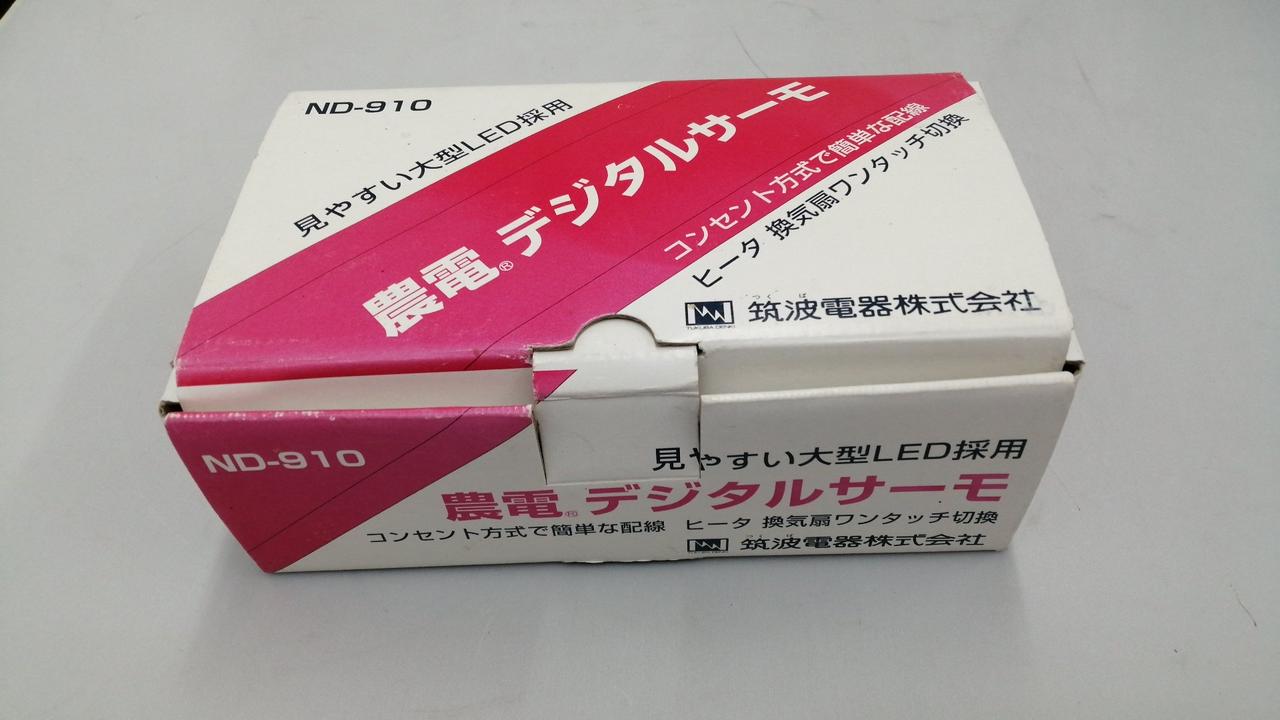 ND-910
見やすい大型LED採用
農電® デジタルサーモ
コンセント方式で簡単な配線
ヒータ 換気扇ワンタッチ切換
TUKUBA DENKI
つくば
筑波電器株式会社
ND-910
見やすい大型LED採用
農電® デジタルサーモ
コンセント方式で簡単な配線 ヒータ 換気扇ワンタッチ切換
筑波電器株式会社